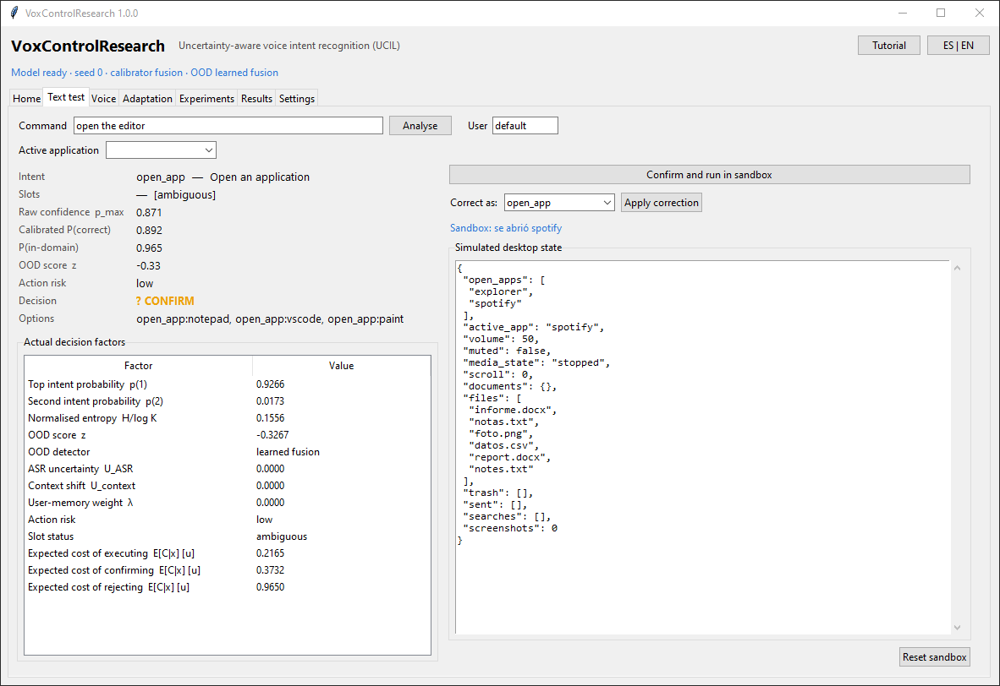 VoxControlResearch 1.0.0
VoxControlResearch Uncertainty-aware voice intent recognition (UCIL) Tutorial ES | EN
Model ready · seed 0 · calibrator fusion · OOD learned fusion
Home Text test Voice Adaptation Experiments Results Settings
Command open the editor Analyse User default
Active application
Intent open_app — Open an application
Slots — [ambiguous]
Raw confidence p_max 0.871
Calibrated P(correct) 0.892
P(in-domain) 0.965
OOD score z -0.33
Action risk low
Decision ? CONFIRM
Options open_app:notepad, open_app:vscode, open_app:paint
Actual decision factors
Factor Value
Top intent probability p(1) 0.9266
Second intent probability p(2) 0.0173
Normalised entropy H/log K 0.1556
OOD score z -0.3267
OOD detector learned fusion
ASR uncertainty U_ASR 0.0000
Context shift U_context 0.0000
User-memory weight λ 0.0000
Action risk low
Slot status ambiguous
Expected cost of executing E[C|x] [u] 0.2165
Expected cost of confirming E[C|x] [u] 0.3732
Expected cost of rejecting E[C|x] [u] 0.9650
Confirm and run in sandbox
Correct as: open_app Apply correction
Sandbox: se abrió spotify
Simulated desktop state
{
"open_apps": [
"explorer",
"spotify"
],
"active_app": "spotify",
"volume": 50,
"muted": false,
"media_state": "stopped",
"scroll": 0,
"documents": {},
"files": [
"informe.docx",
"notas.txt",
"foto.png",
"datos.csv",
"report.docx",
"notes.txt"
],
"trash": [],
"sent": [],
"searches": [],
"screenshots": 0
}
Reset sandbox